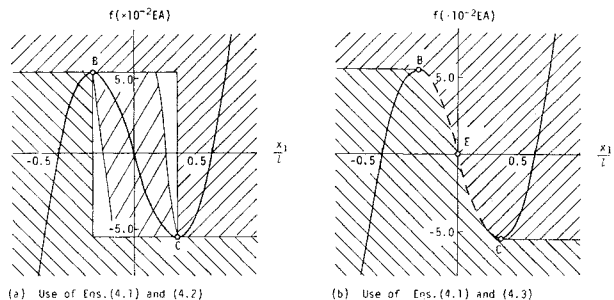 f(×10⁻²EA)
B
5.0
-0.5
0.5
x₁/l
-5.0
C
(a) Use of Eqs.(4.1) and (4.2)
f(·10⁻²EA)
B
5.0
E
-0.5
0.5
x₁/l
-5.0
C
(b) Use of Eqs.(4.1) and (4.3)